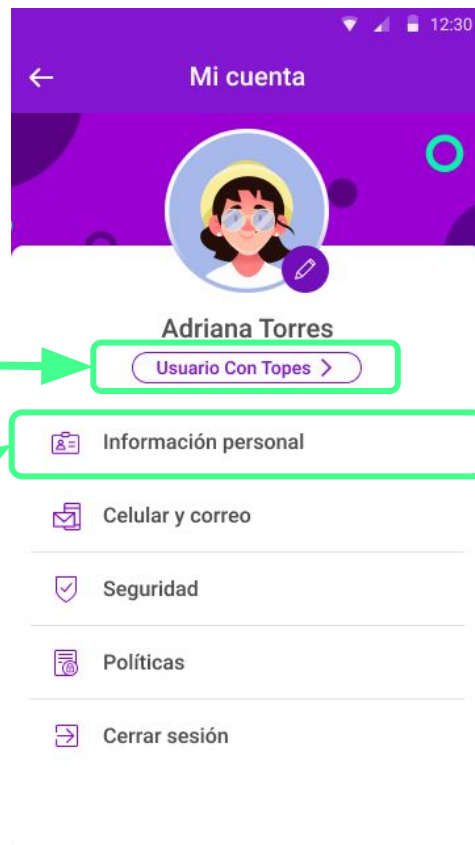 12:30
Mi cuenta
Adriana Torres
Usuario Con Topes
Información personal
Celular y correo
Seguridad
Políticas
Cerrar sesión